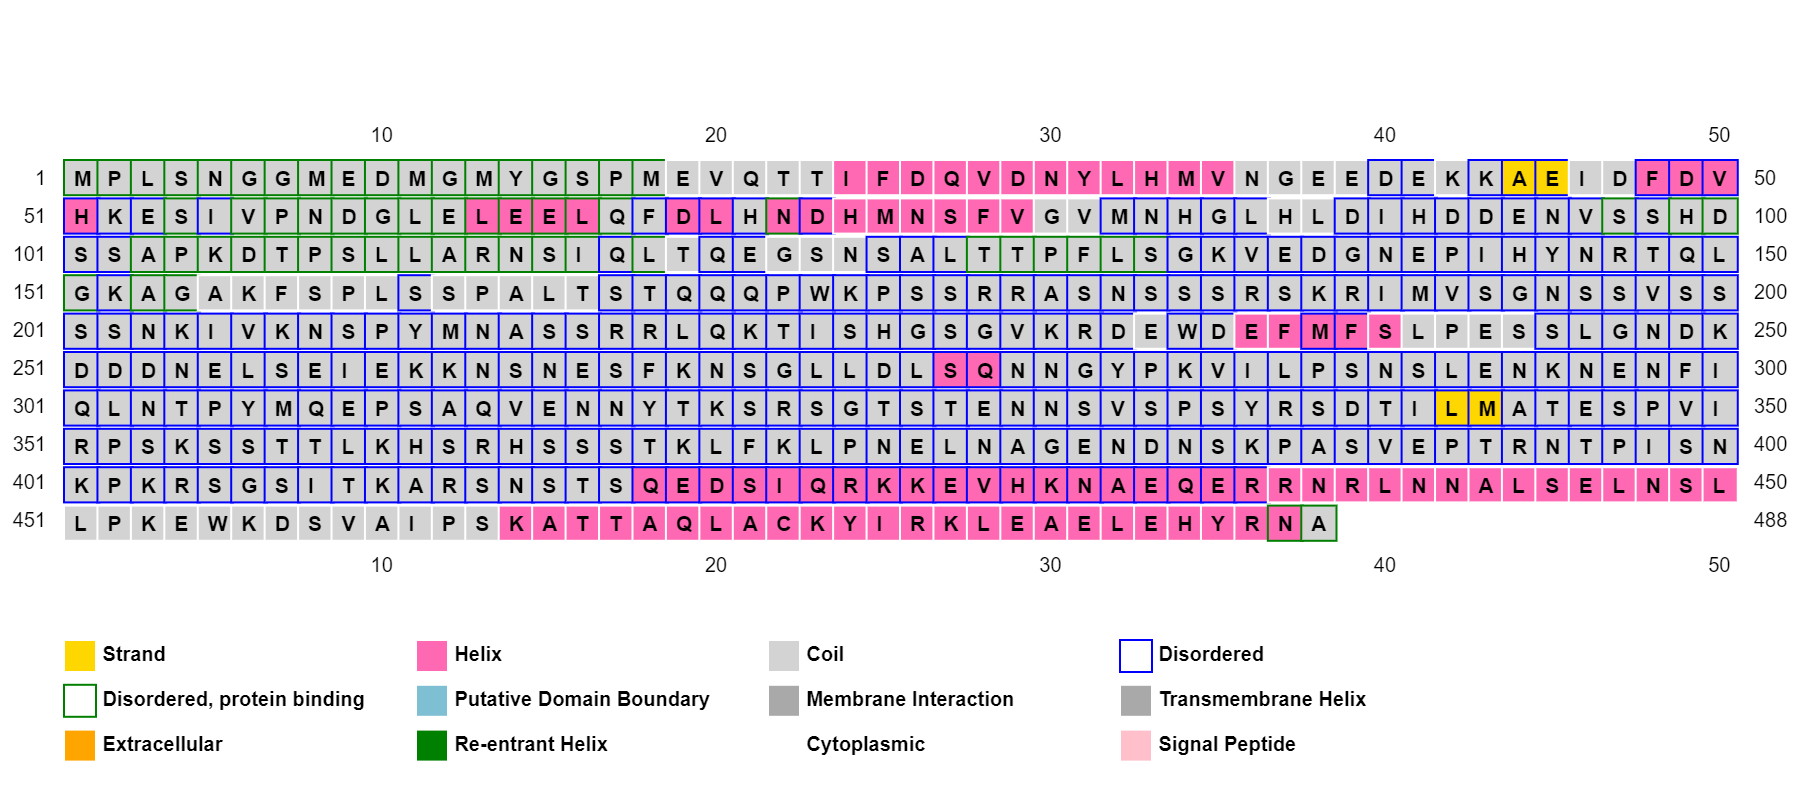 10 20 30 40 50
1 M P L S N G G M E D M G M Y G S P M E V Q T T I F D Q V D N Y L H M V N G E E D E K K A E I D F D V 50
51 H K E S I V P N D G L E L E E L Q F D L H N D H M N S F V G V M N H G L H L D I H D D E N V S S H D 100
101 S S A P K D T P S L L A R N S I Q L T Q E G S N S A L T T P F L S G K V E D G N E P I H Y N R T Q L 150
151 G K A G A K F S P L S S P A L T S T Q Q Q P W K P S S R R A S N S S S R S K R I M V S G N S S V S S 200
201 S S N K I V K N S P Y M N A S S R R L Q K T I S H G S G V K R D E W D E F M F S L P E S S L G N D K 250
251 D D D N E L S E I E K K N S N E S F K N S G L L D L S Q N N G Y P K V I L P S N S L E N K N E N F I 300
301 Q L N T P Y M Q E P S A Q V E N N Y T K S R S G T S T E N N S V S P S Y R S D T I L M A T E S P V I 350
351 R P S K S S T T L K H S R H S S S T K L F K L P N E L N A G E N D N S K P A S V E P T R N T P I S N 400
401 K P K R S G S I T K A R S N S T S Q E D S I Q R K K E V H K N A E Q E R R N R L N N A L S E L N S L 450
451 L P K E W K D S V A I P S K A T T A Q L A C K Y I R K L E A E L E H Y R N A 488
10 20 30 40 50
Strand Helix Coil Disordered
Disordered, protein binding Putative Domain Boundary Membrane Interaction Transmembrane Helix
Extracellular Re-entrant Helix Cytoplasmic Signal Peptide